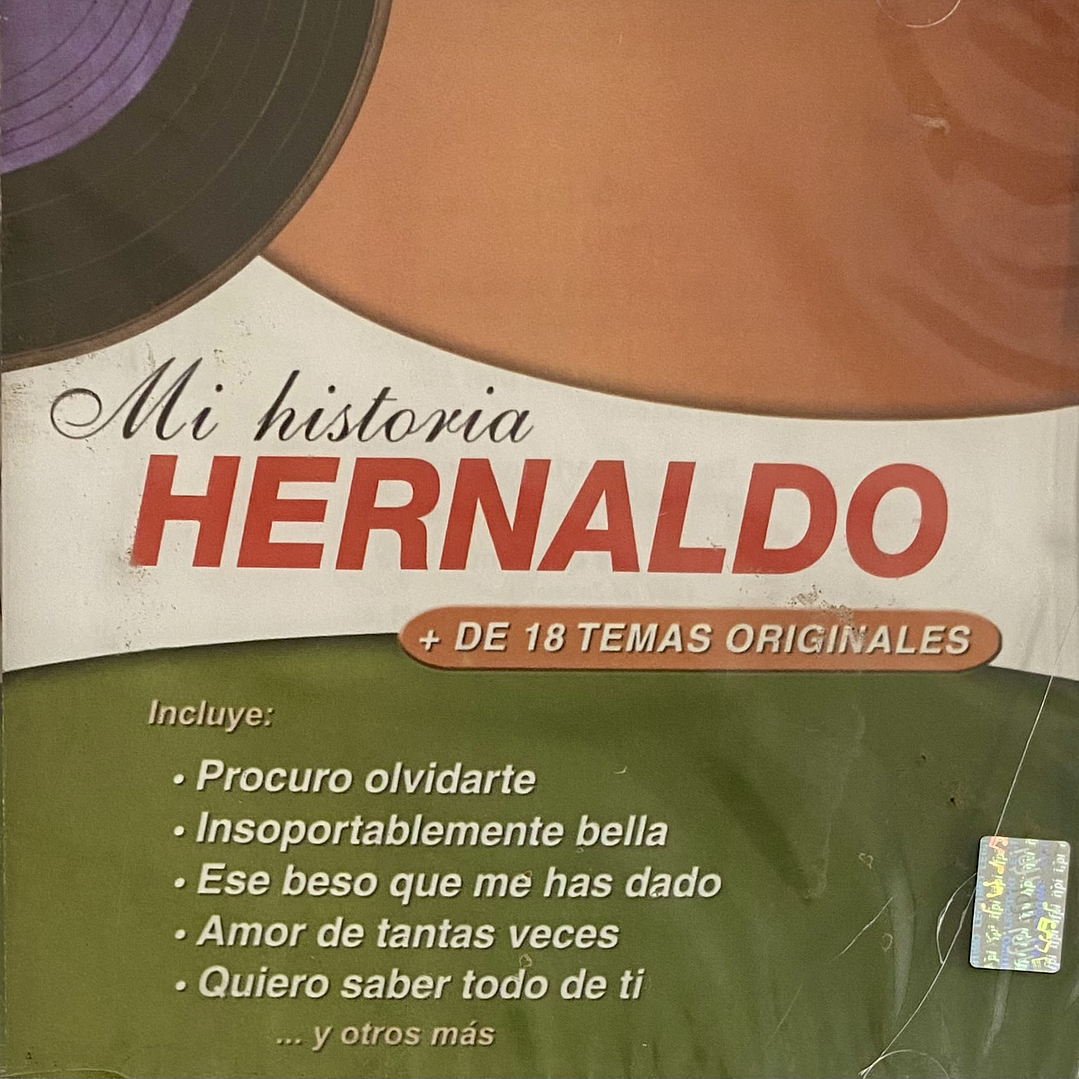 Mi historia
HERNALDO
+ DE 18 TEMAS ORIGINALES
Incluye:
• Procuro olvidarte
• Insoportablemente bella
• Ese beso que me has dado
• Amor de tantas veces
• Quiero saber todo de ti
... y otros más